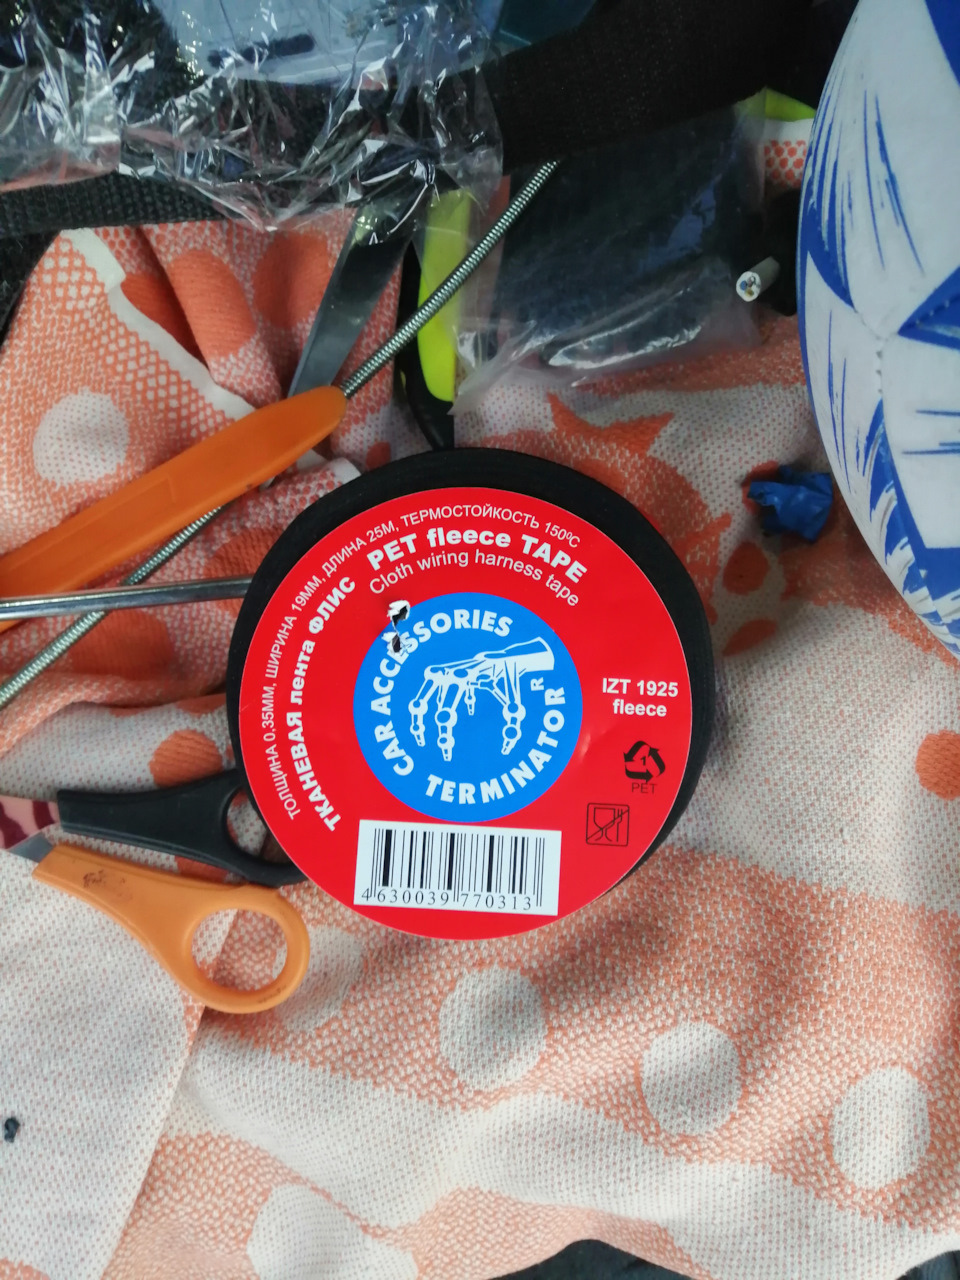 ТОЛЩИНА 0.35ММ, ШИРИНА 19ММ, ДЛИНА 25М, ТЕРМОСТОЙКОСТЬ 150ºС
ТКАНЕВАЯ лента ФЛИС
PET fleece TAPE
Cloth wiring harness tape
CAR ACCESSORIES
TERMINATOR
R
IZT 1925
fleece
1
PET
4 630039 770313